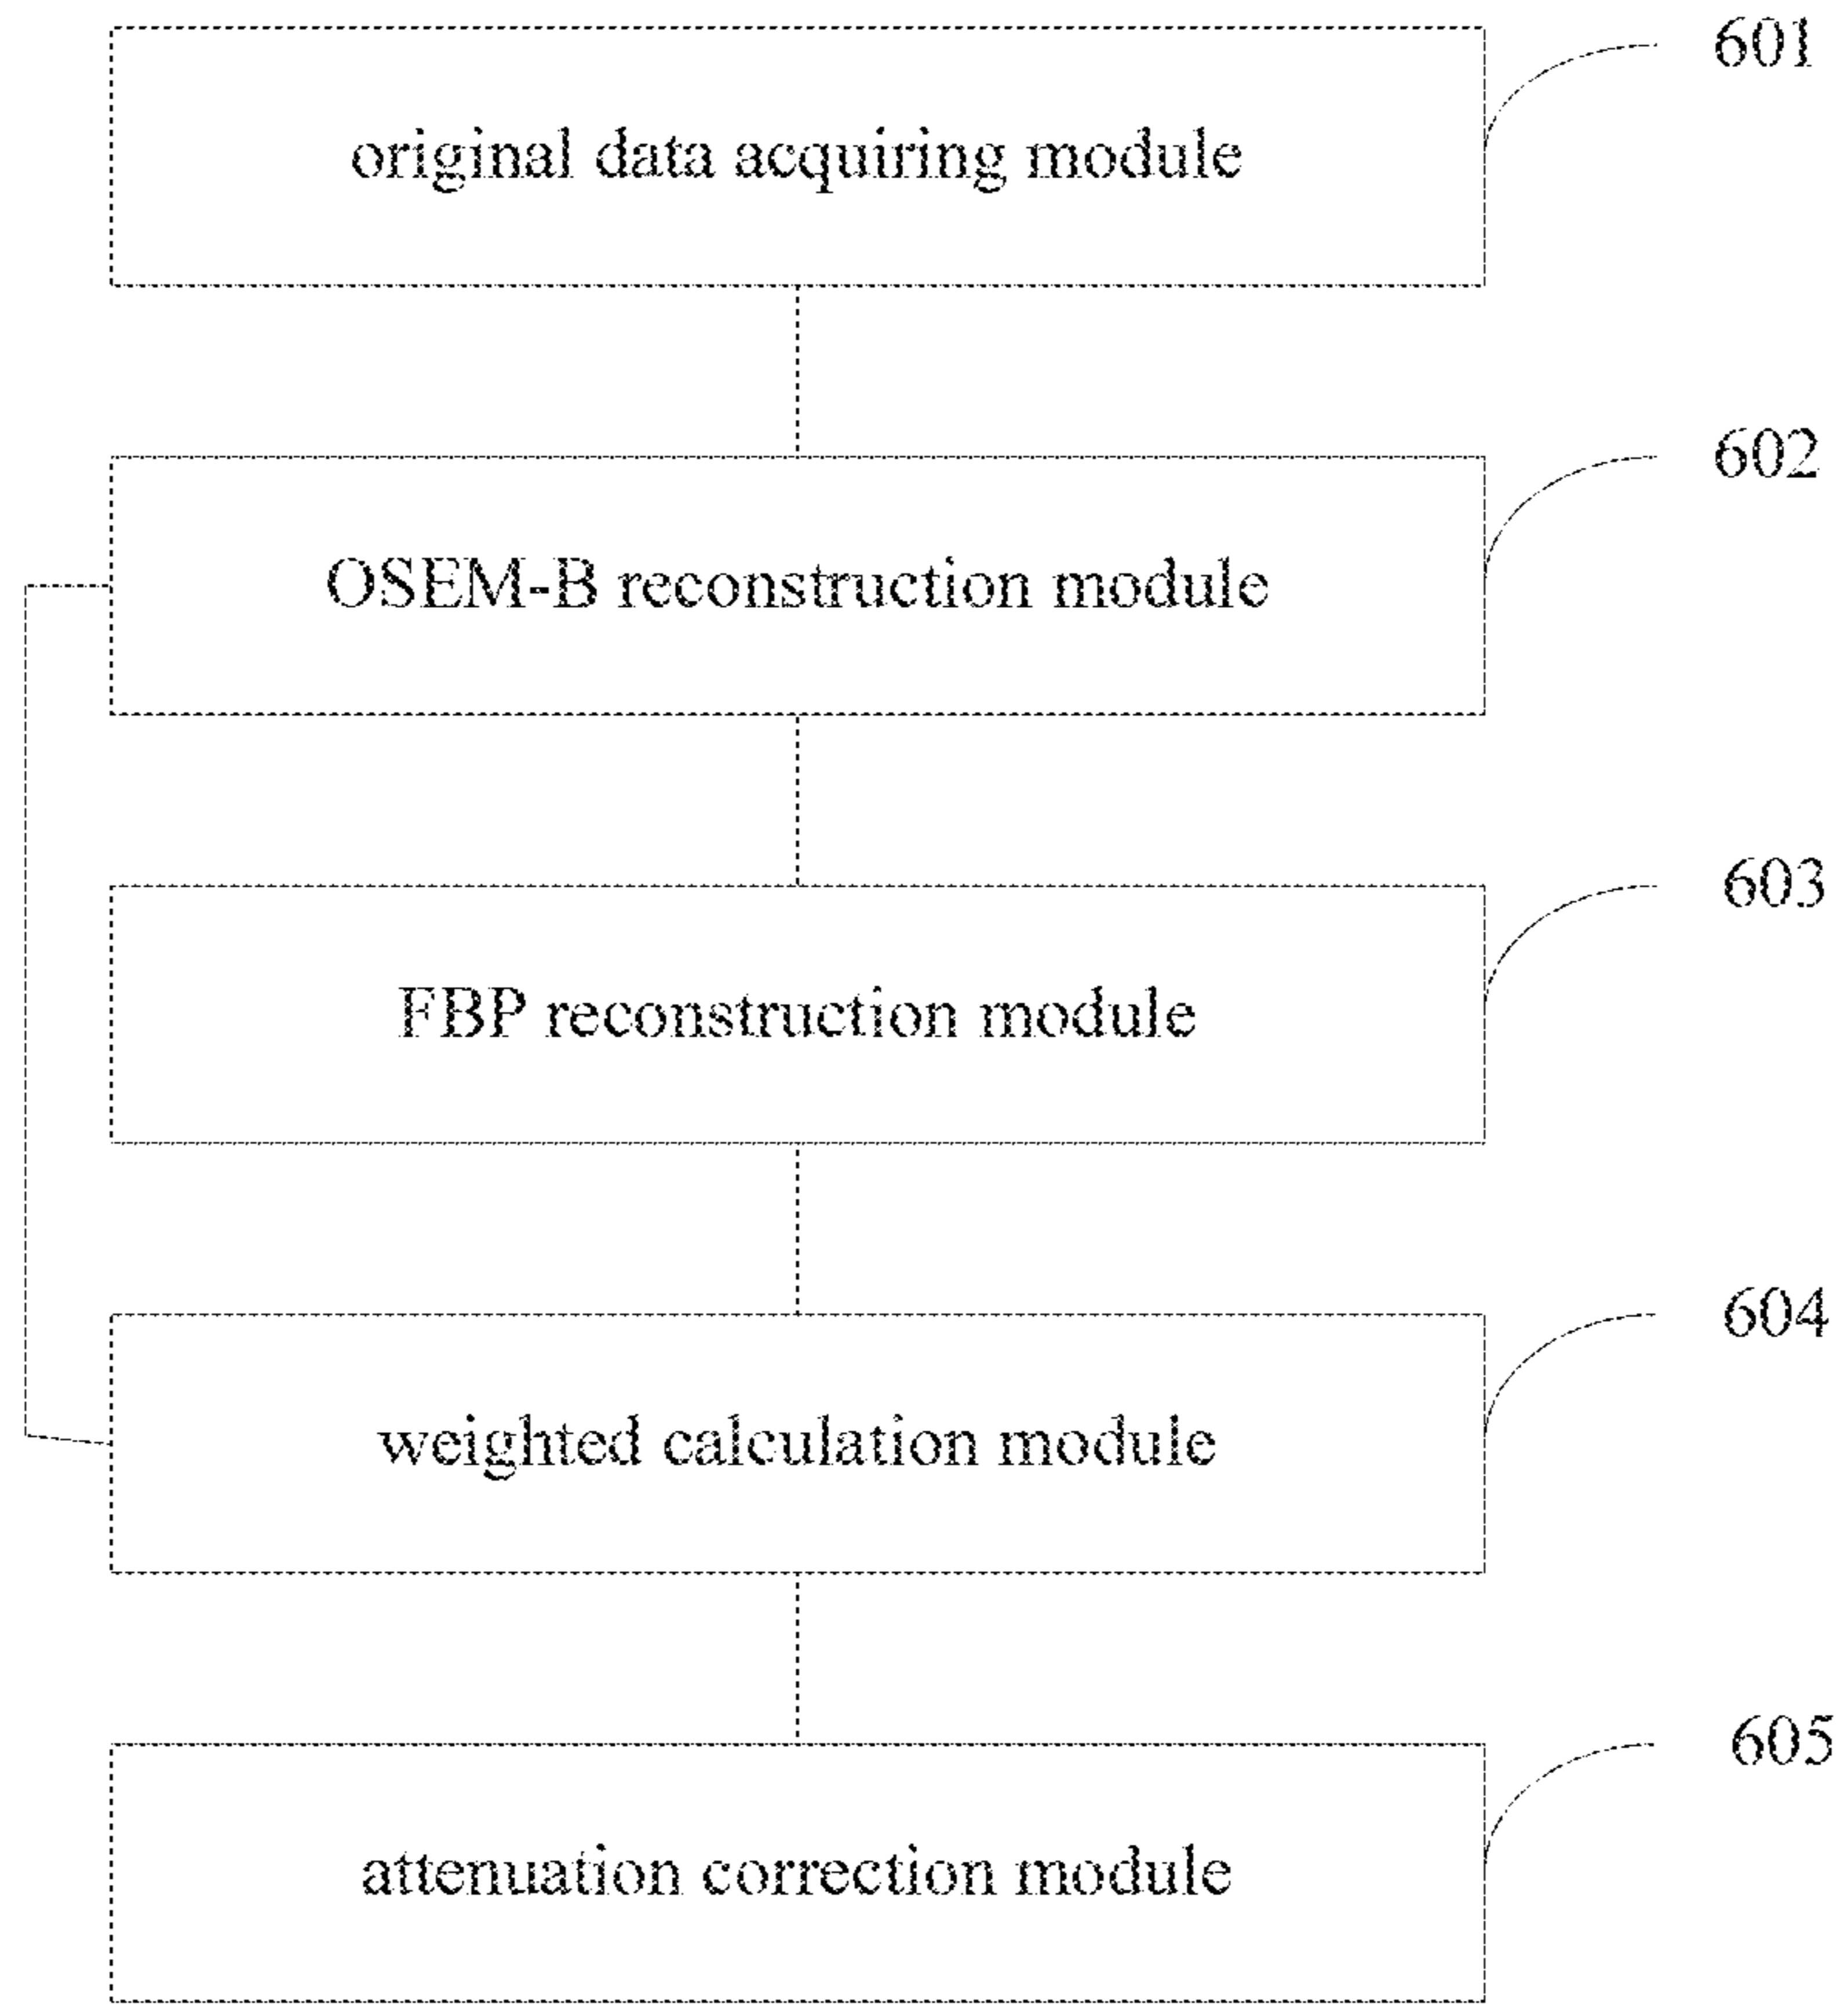 601
original data acquiring module
602
OSEM-B reconstruction module
603
FBP reconstruction module
604
weighted calculation module
605
attenuation correction module